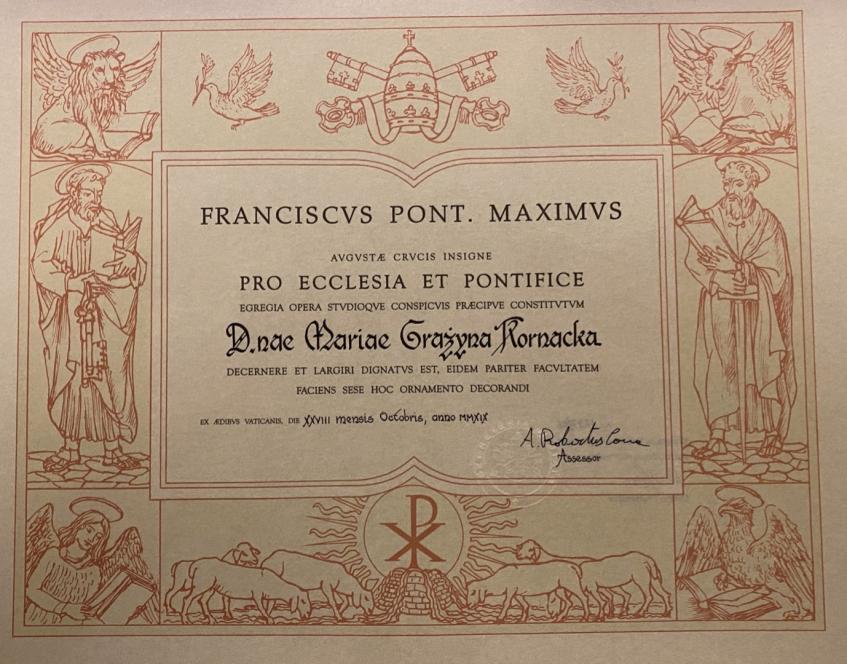 FRANCISCVS PONT. MAXIMVS
AVGVSTÆ CRVCIS INSIGNE
PRO ECCLESIA ET PONTIFICE
EGREGIA OPERA STVDIOQVE CONSPICVIS PRÆCIPVE CONSTITVTVM
D.nae Mariae Grażyna Kornacka
DECERNERE ET LARGIRI DIGNATVS EST, EIDEM PARITER FACVLTATEM
FACIENS SESE HOC ORNAMENTO DECORANDI
EX ÆDIBVS VATICANIS, DIE XXVIII mensis Octobris, anno MMXIX
Assessor